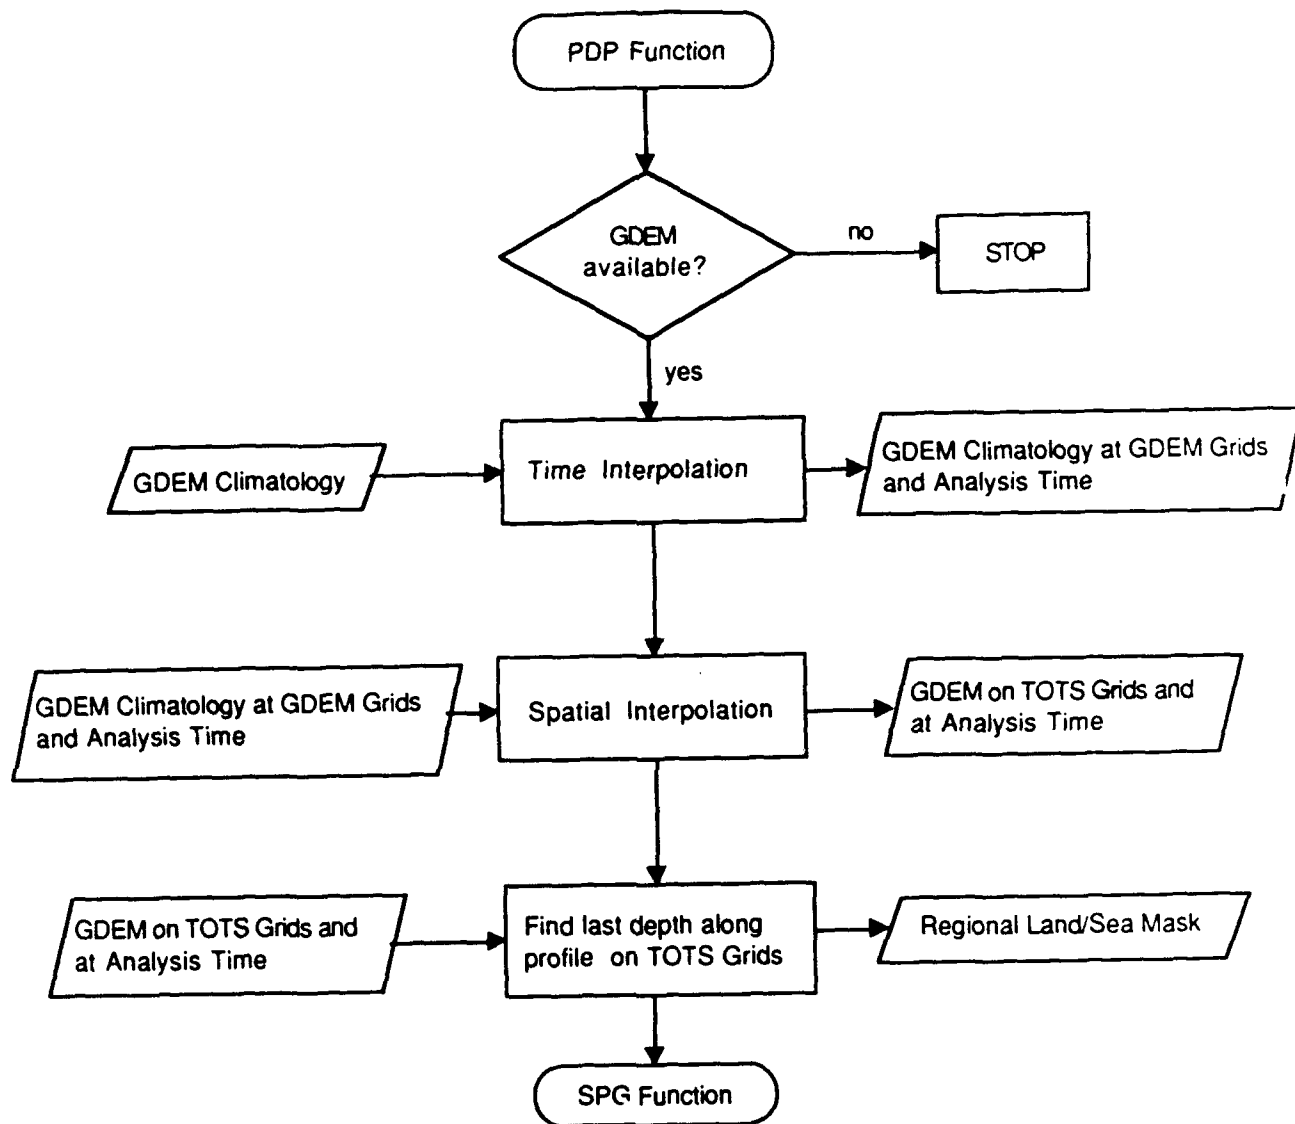 PDP Function
GDEM
available?
no
STOP
yes
GDEM Climatology
Time Interpolation
GDEM Climatology at GDEM Grids
and Analysis Time
GDEM Climatology at GDEM Grids
and Analysis Time
Spatial Interpolation
GDEM on TOTS Grids and
at Analysis Time
GDEM on TOTS Grids and
at Analysis Time
Find last depth along
profile on TOTS Grids
Regional Land/Sea Mask
SPG Function